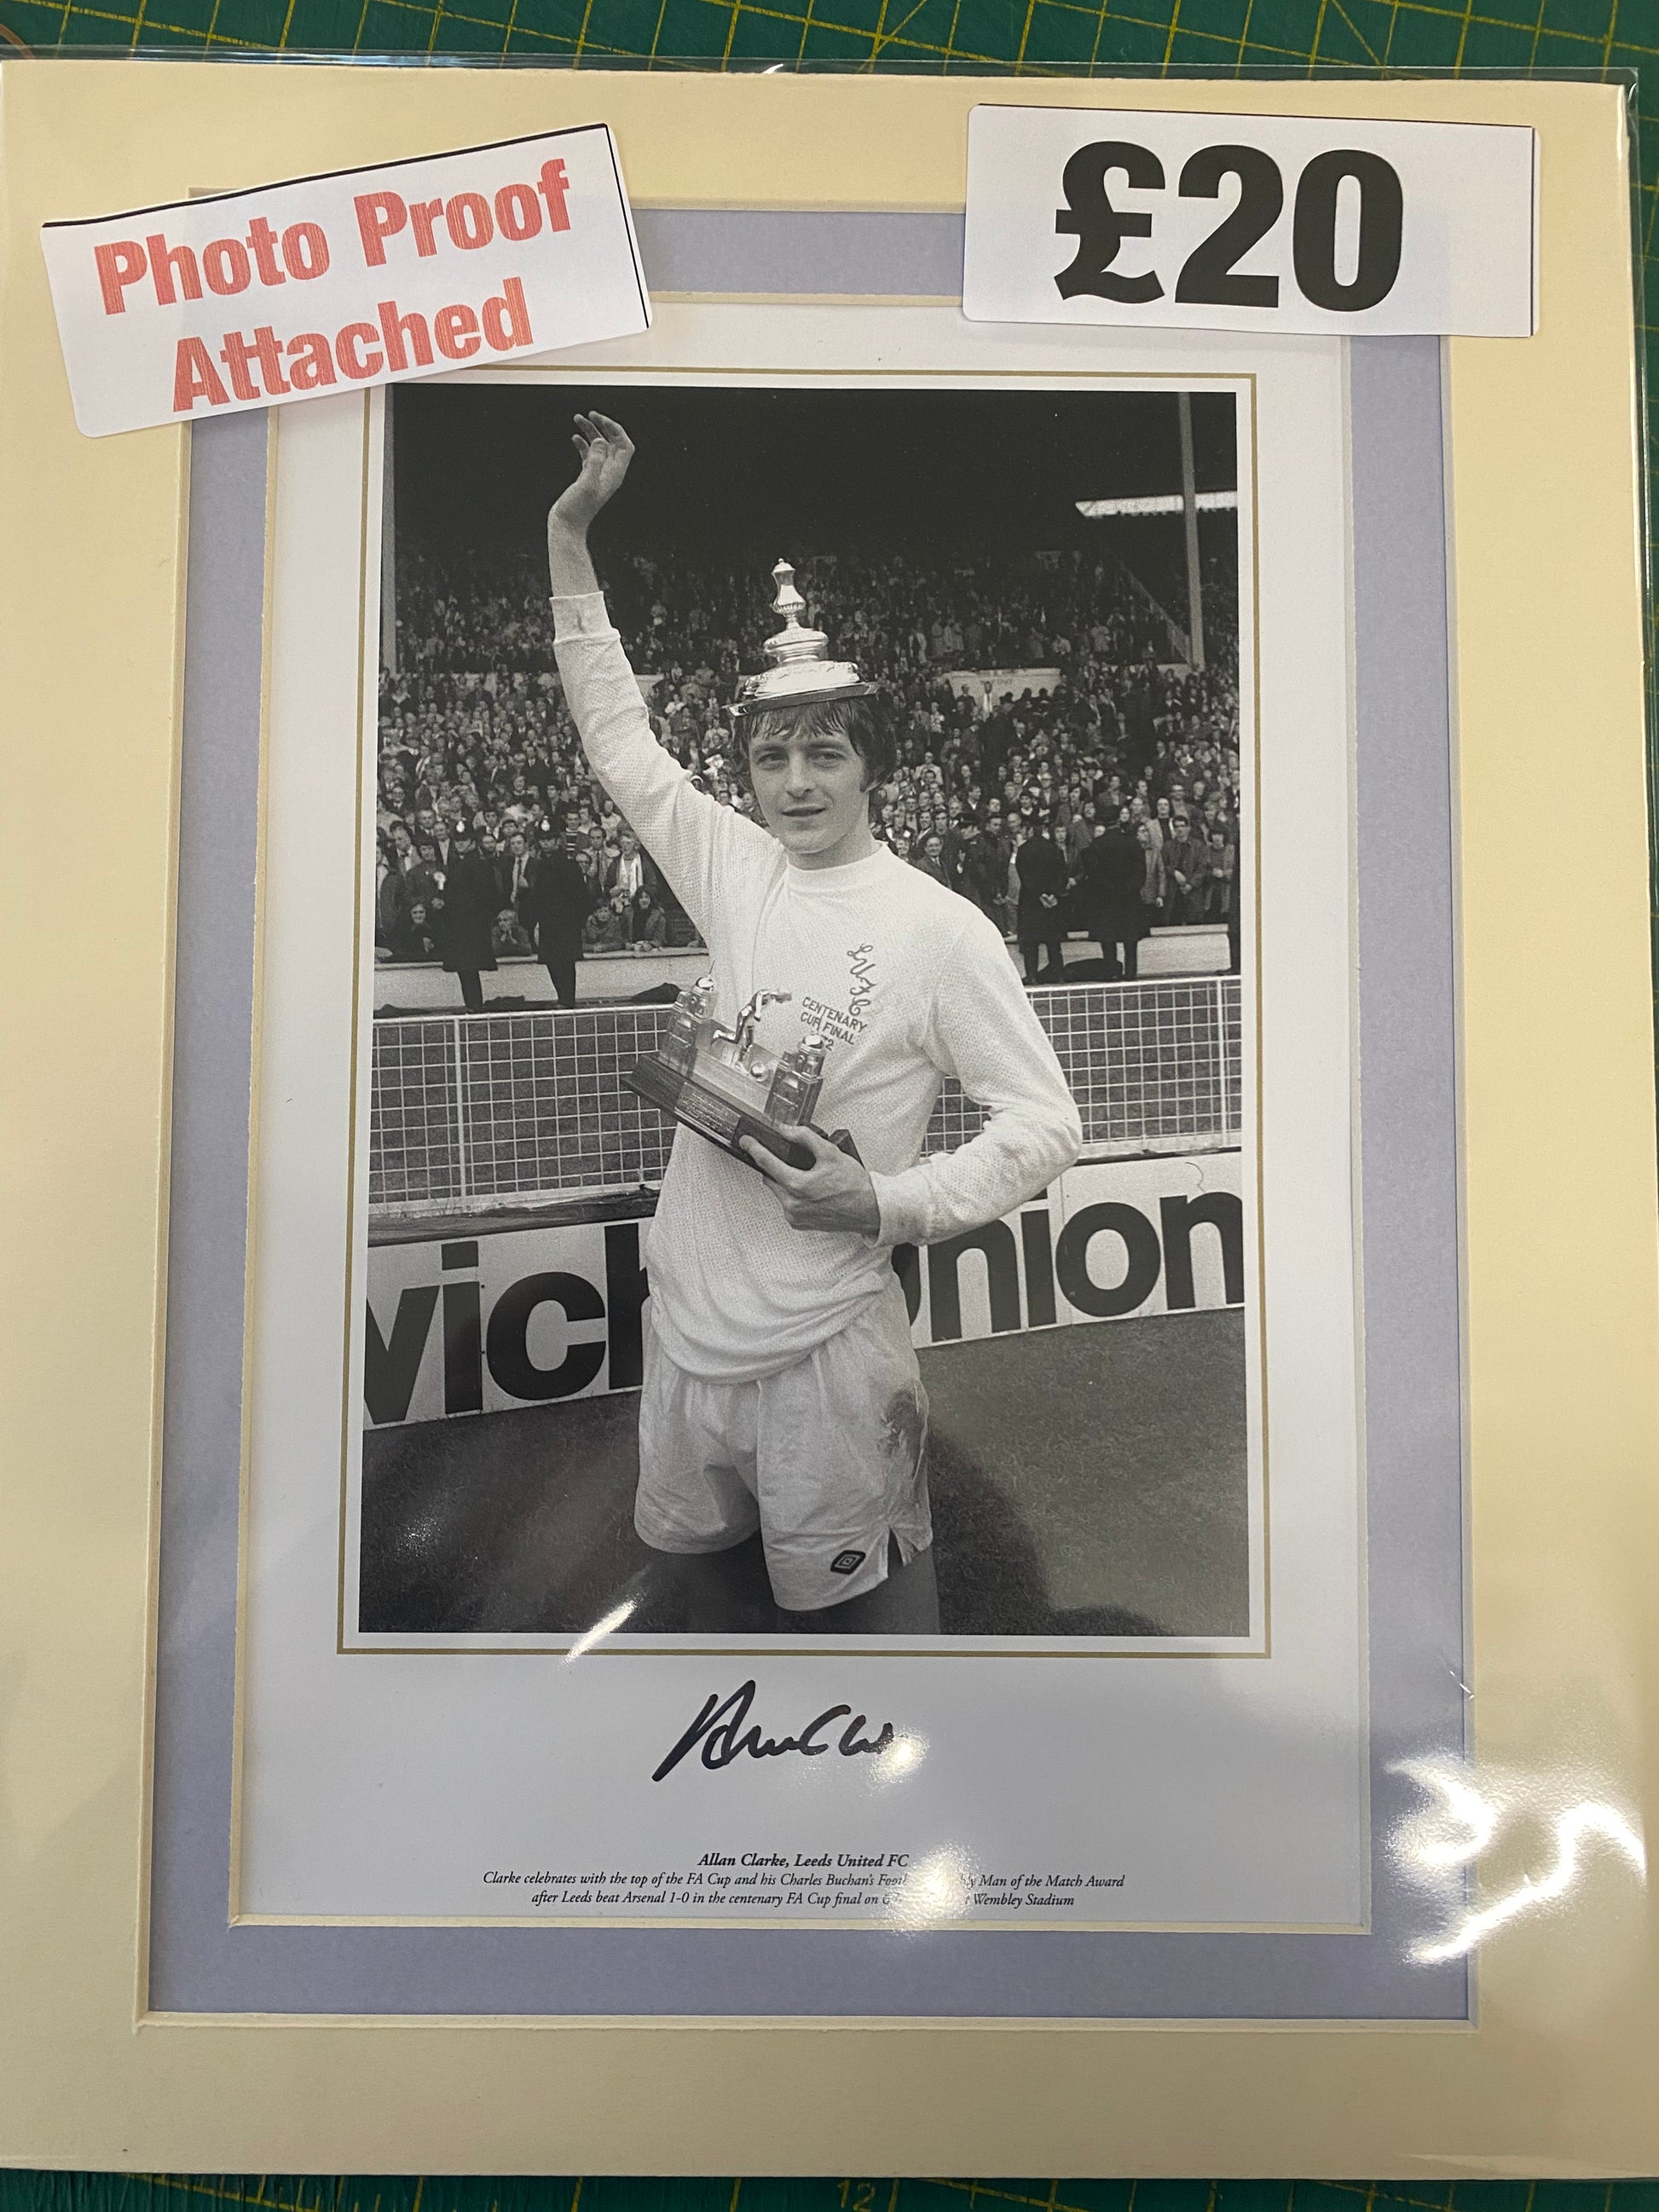 Photo Proof
Attached
£20
LUFC
CENTENARY
CUP FINAL
vich nion
Allan Clarke, Leeds United FC
Clarke celebrates with the top of the FA Cup and his Charles Buchan's Man of the Match Award
after Leeds beat Arsenal 1-0 in the centenary FA Cup final on Wembley Stadium
12